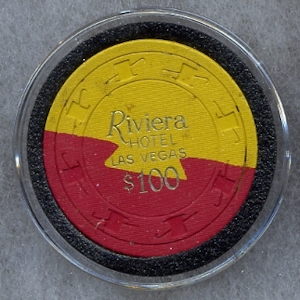 Riviera
HOTEL
LAS VEGAS
$100